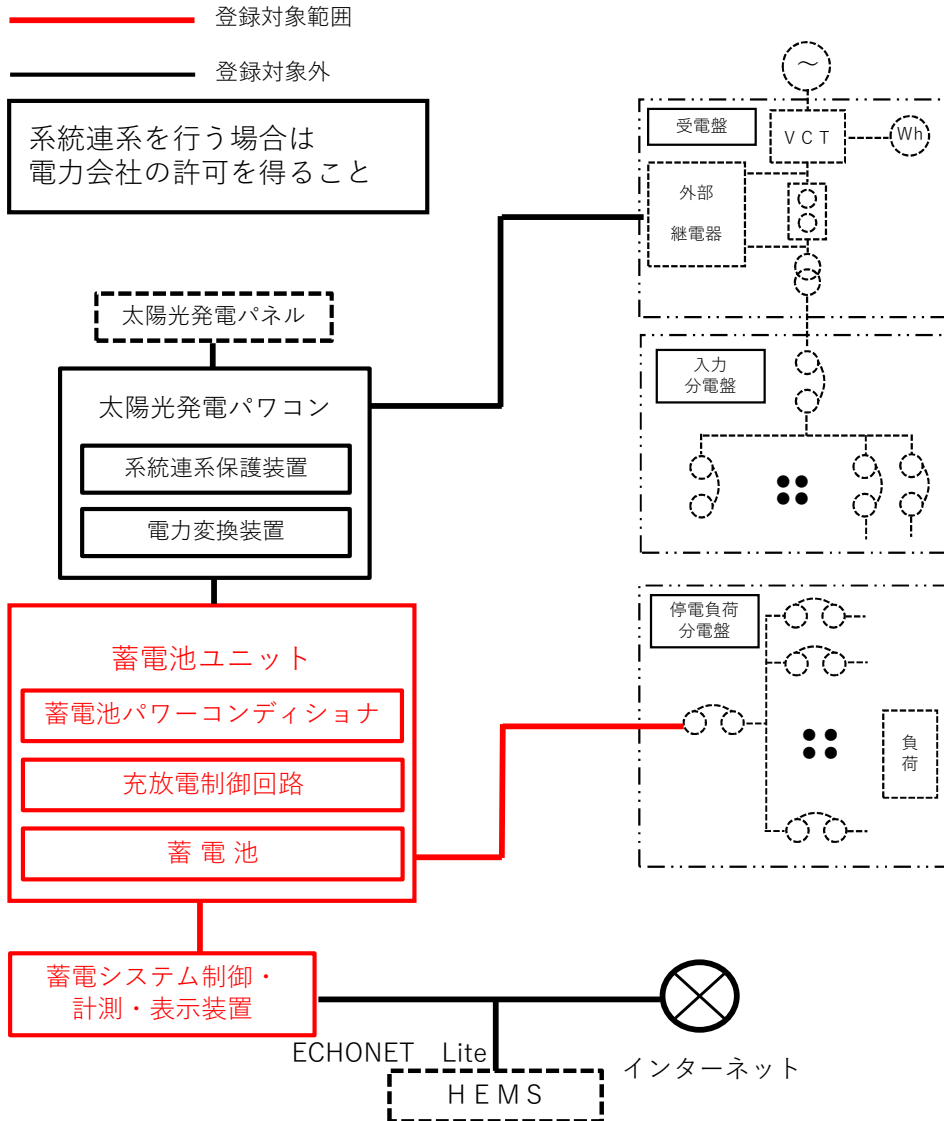 登録対象範囲
登録対象外
系統連系を行う場合は
電力会社の許可を得ること
～
受電盤
ＶＣＴ
Wh
外部
継電器
太陽光発電パネル
太陽光発電パワコン
系統連系保護装置
電力変換装置
入力
分電盤
蓄電池ユニット
蓄電池パワーコンディショナ
充放電制御回路
蓄 電 池
停電負荷
分電盤
負
荷
蓄電システム制御・
計測・表示装置
ECHONET　Lite
ＨＥＭＳ
インターネット